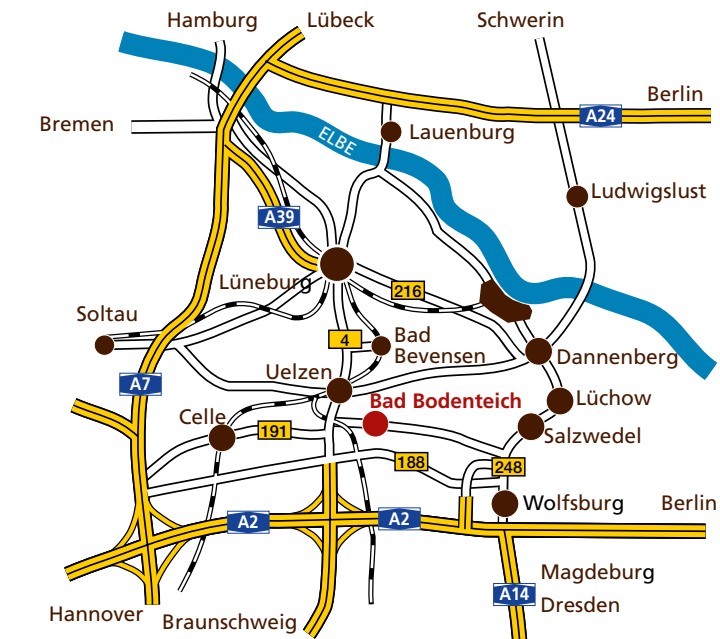 Hamburg
Lübeck
Schwerin
Berlin
A24
Bremen
ELBE
Lauenburg
Ludwigslust
A39
Lüneburg
216
Soltau
4
Bad
Bevensen
Dannenberg
Uelzen
A7
Bad Bodenteich
Lüchow
Celle
191
Salzwedel
188
248
Wolfsburg
Berlin
A2
A2
Magdeburg
A14
Dresden
Hannover
Braunschweig